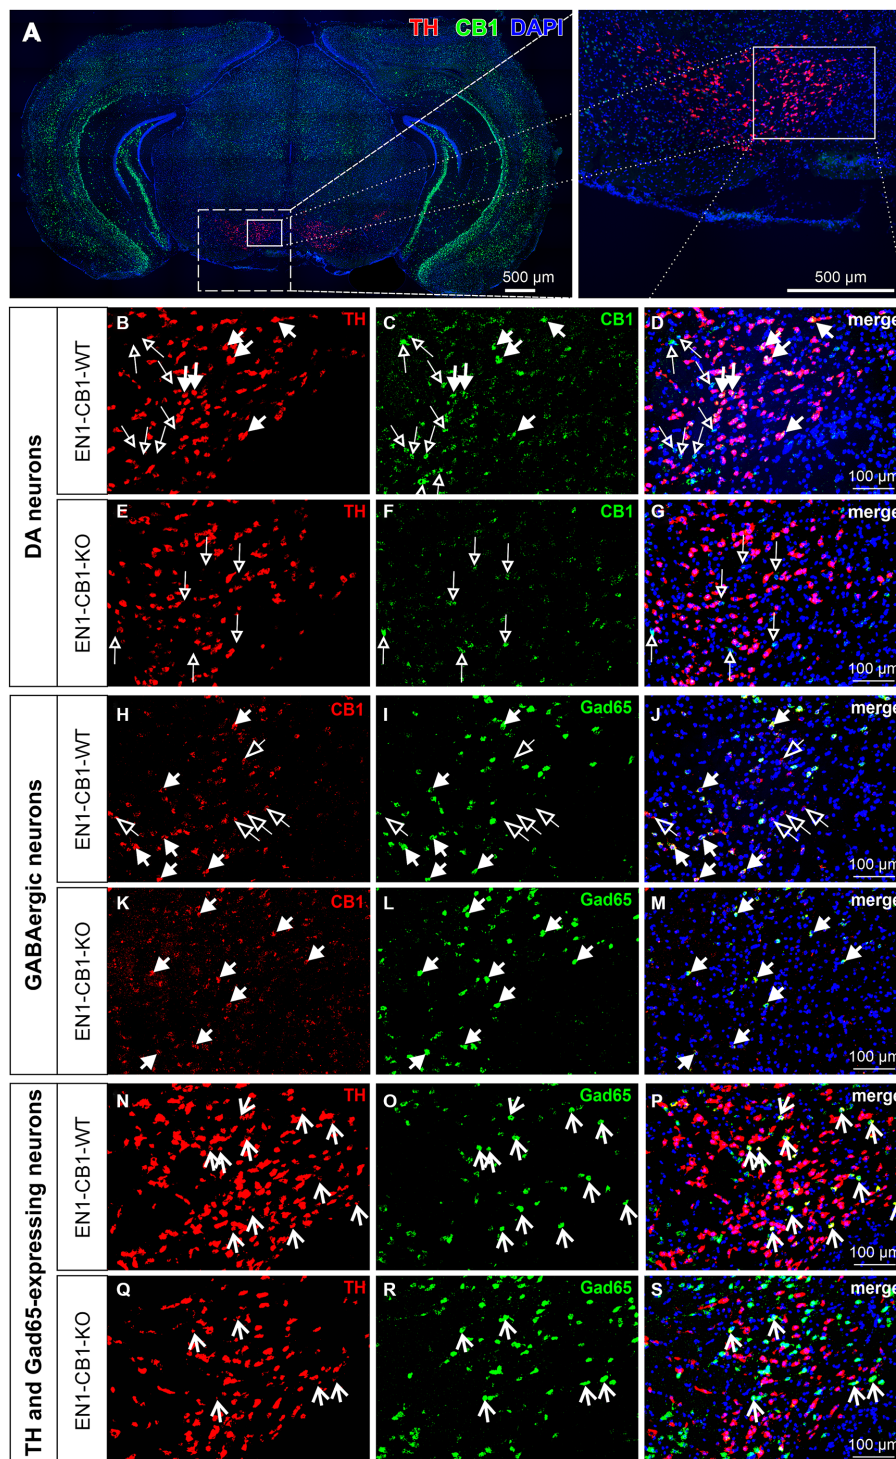 A
TH CB1 DAPI
500 µm
500 µm
DA neurons
EN1-CB1-WT
B
TH
C
CB1
D
merge
100 µm
EN1-CB1-KO
E
TH
F
CB1
G
merge
100 µm
GABAergic neurons
EN1-CB1-WT
H
CB1
I
Gad65
J
merge
100 µm
EN1-CB1-KO
K
CB1
L
Gad65
M
merge
100 µm
TH and Gad65-expressing neurons
EN1-CB1-WT
N
TH
O
Gad65
P
merge
100 µm
EN1-CB1-KO
Q
TH
R
Gad65
S
merge
100 µm